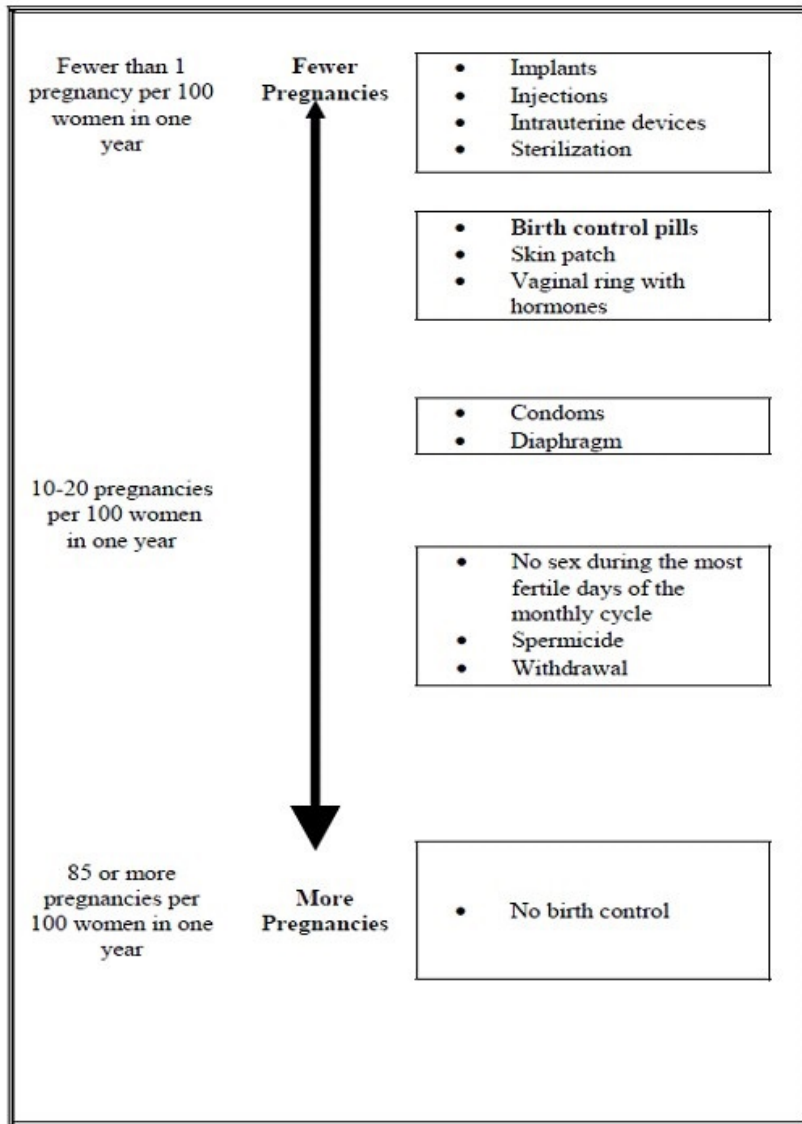 Fewer than 1
pregnancy per 100
women in one
year
Fewer
Pregnancies
• Implants
• Injections
• Intrauterine devices
• Sterilization
• Birth control pills
• Skin patch
• Vaginal ring with
hormones
• Condoms
• Diaphragm
10-20 pregnancies
per 100 women
in one year
• No sex during the most
fertile days of the
monthly cycle
• Spermicide
• Withdrawal
85 or more
pregnancies per
100 women in one
year
More
Pregnancies
• No birth control